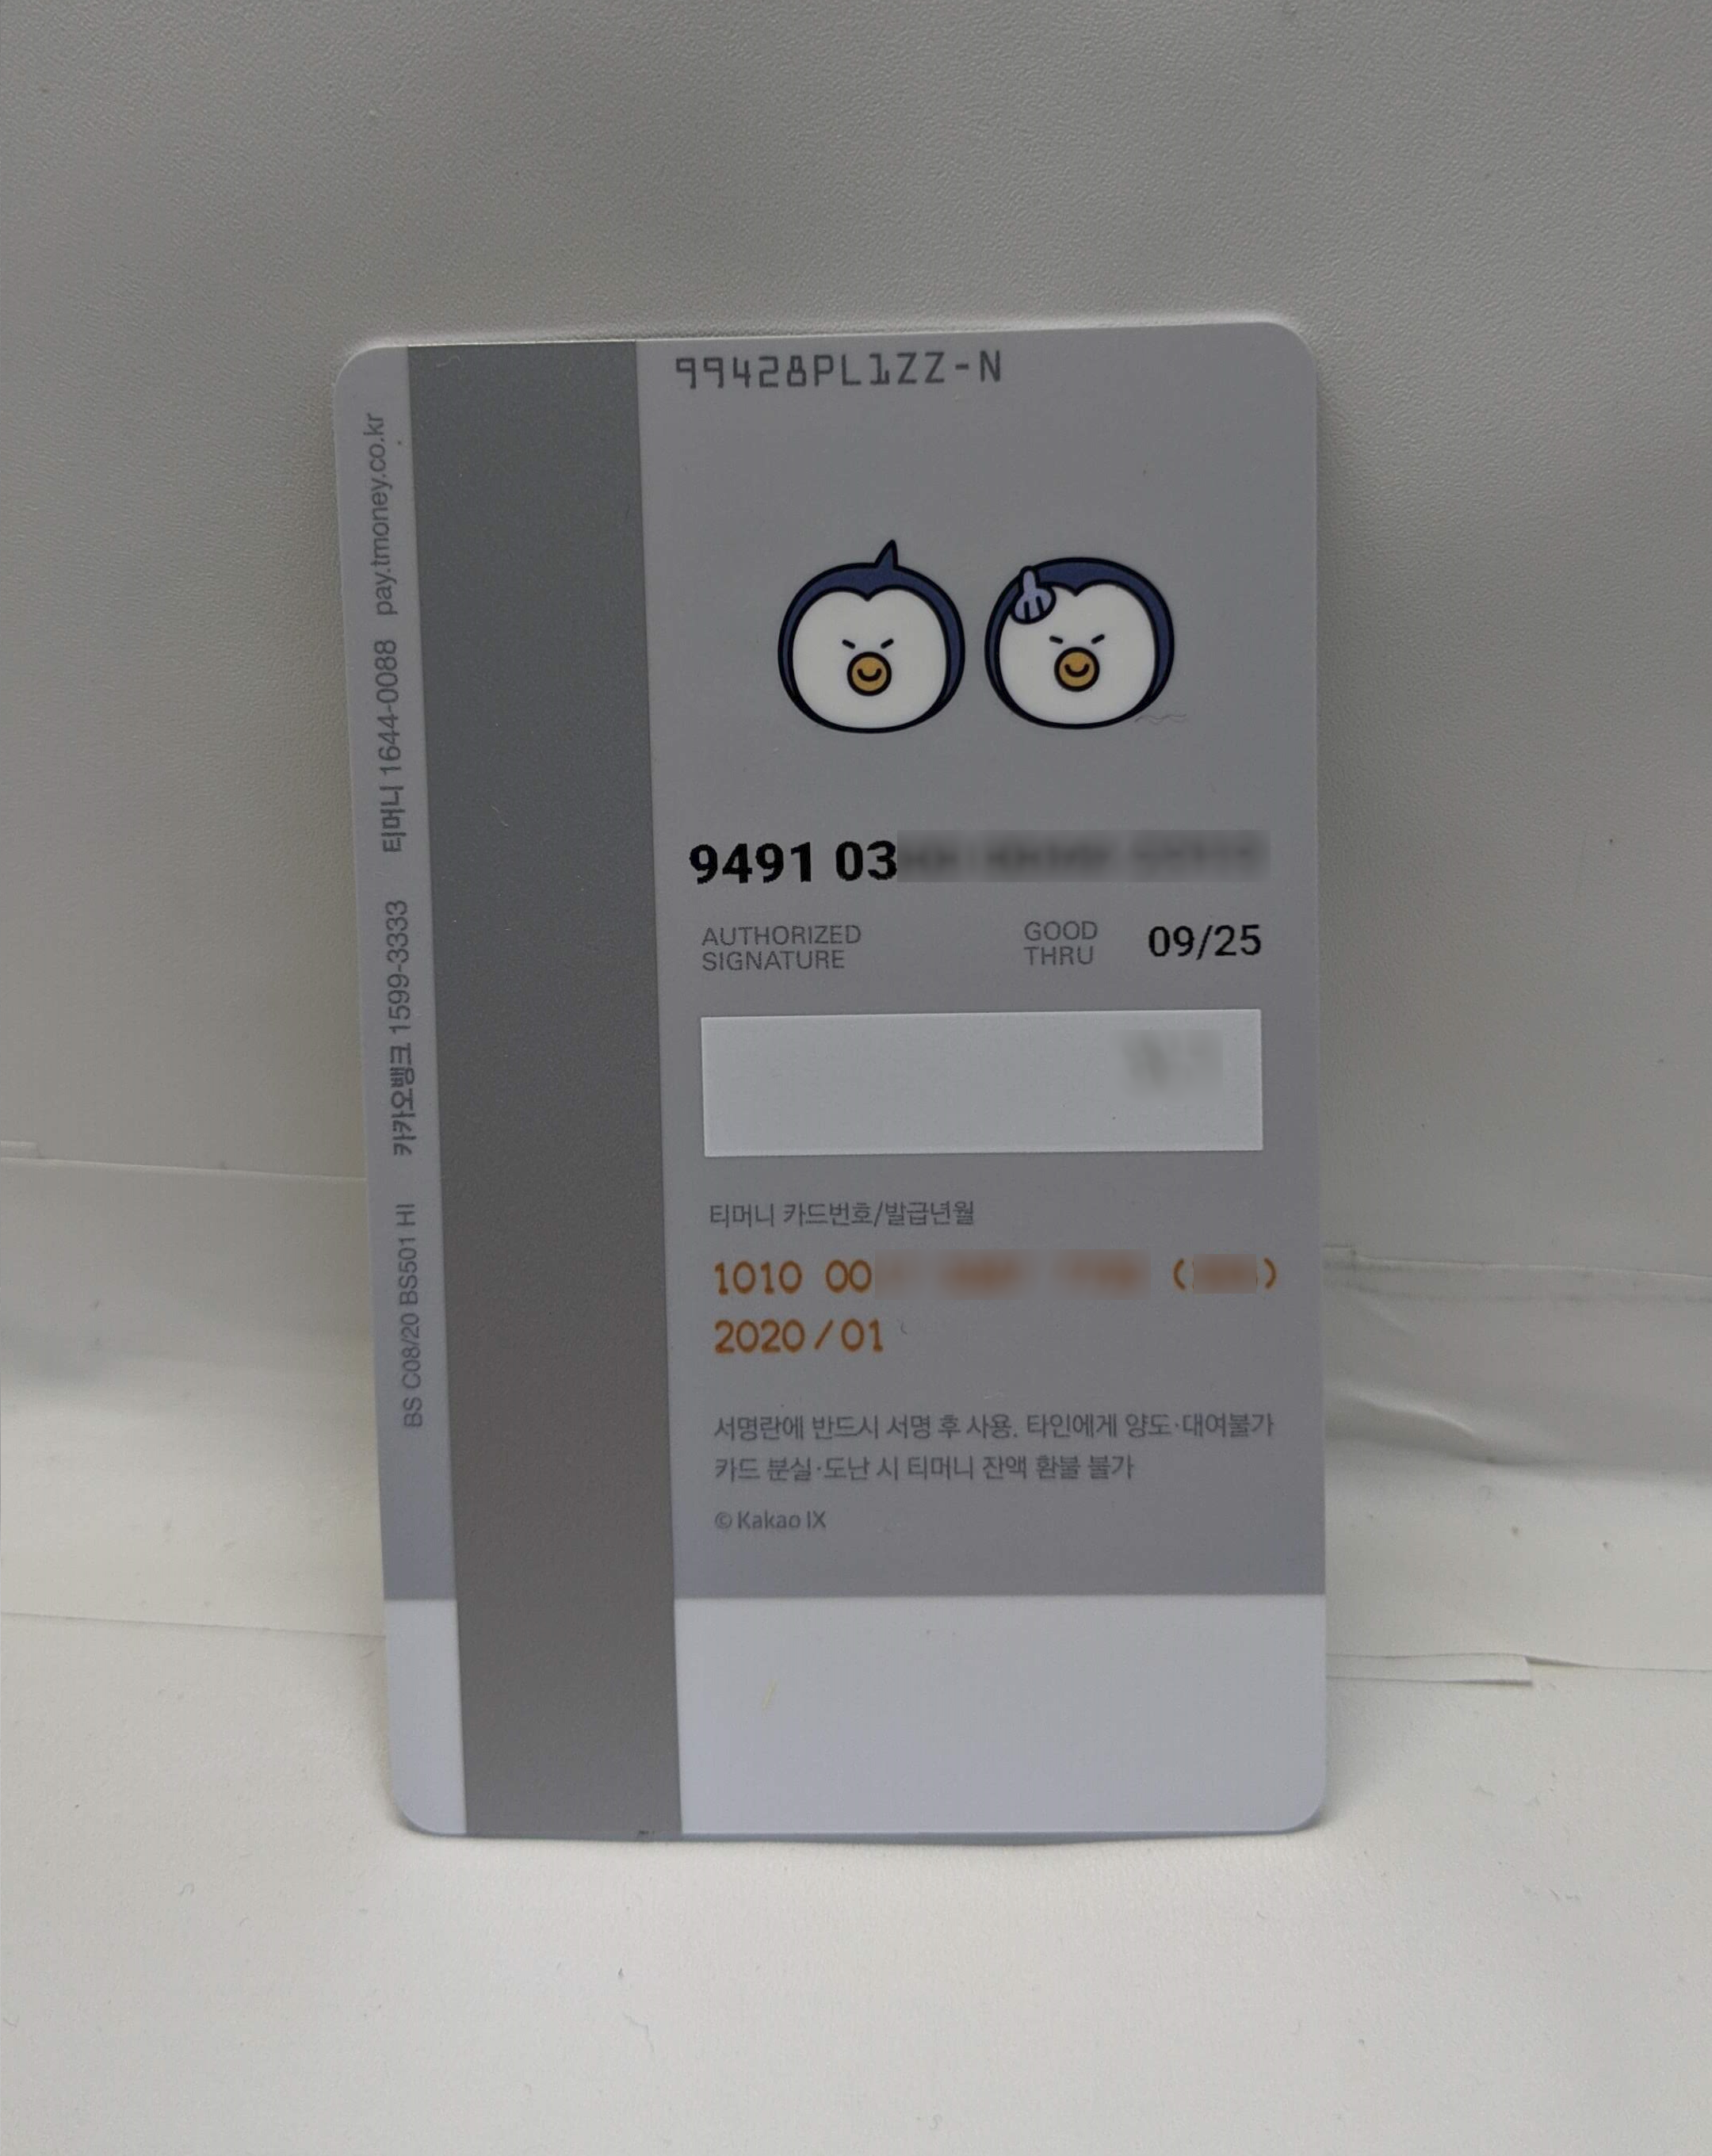 99428PL1ZZ-N
9491 03
AUTHORIZED
SIGNATURE
GOOD
THRU
09/25
티머니 카드번호/발급년월
1010 00 ( )
2020/01
서명란에 반드시 서명 후 사용. 타인에게 양도·대여불가
카드 분실·도난 시 티머니 잔액 환불 불가
© Kakao IX
BS C08/20 BS501 HI 카카오뱅크 1599-3333 티머니 1644-0088 pay.tmoney.co.kr